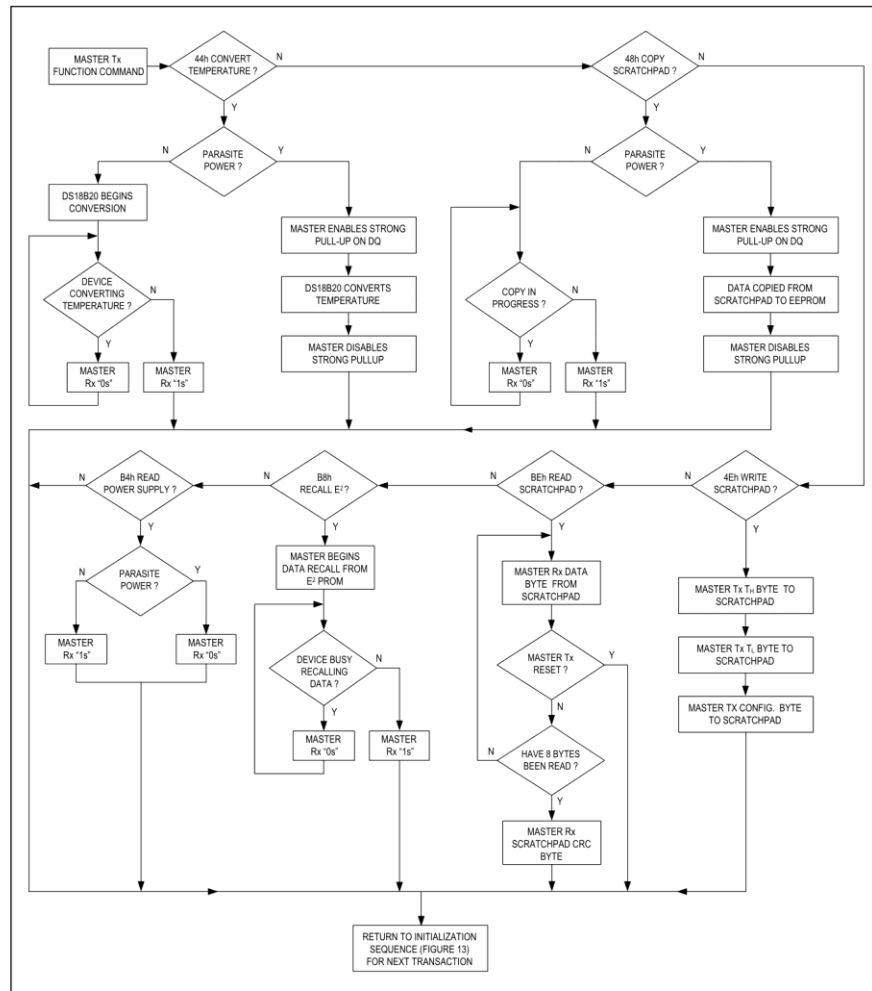 MASTER Tx
FUNCTION COMMAND
44h CONVERT
TEMPERATURE ?
N
48h COPY
SCRATCHPAD ?
N
Y
Y
N
PARASITE
POWER ?
Y
N
PARASITE
POWER ?
Y
DS18B20 BEGINS
CONVERSION
MASTER ENABLES STRONG
PULL-UP ON DQ
MASTER ENABLES STRONG
PULL-UP ON DQ
DEVICE
CONVERTING
TEMPERATURE ?
N
Y
DS18B20 CONVERTS
TEMPERATURE
COPY IN
PROGRESS ?
N
Y
DATA COPIED FROM
SCRATCHPAD TO EEPROM
MASTER
Rx “0s”
MASTER
Rx “1s”
MASTER DISABLES
STRONG PULLUP
MASTER
Rx “0s”
MASTER
Rx “1s”
MASTER DISABLES
STRONG PULLUP
N
B4h READ
POWER SUPPLY ?
N
B8h
RECALL E² ?
N
BEh READ
SCRATCHPAD ?
N
4Eh WRITE
SCRATCHPAD ?
Y
Y
Y
Y
N
PARASITE
POWER ?
Y
MASTER BEGINS
DATA RECALL FROM
E² PROM
MASTER Rx DATA
BYTE FROM
SCRATCHPAD
MASTER Tx TH BYTE TO
SCRATCHPAD
MASTER
Rx “1s”
MASTER
Rx “0s”
DEVICE BUSY
RECALLING
DATA ?
N
Y
MASTER Tx
RESET ?
Y
N
MASTER Tx TL BYTE TO
SCRATCHPAD
MASTER TX CONFIG. BYTE
TO SCRATCHPAD
MASTER
Rx “0s”
MASTER
Rx “1s”
N
HAVE 8 BYTES
BEEN READ ?
Y
MASTER Rx
SCRATCHPAD CRC
BYTE
RETURN TO INITIALIZATION
SEQUENCE (FIGURE 13)
FOR NEXT TRANSACTION